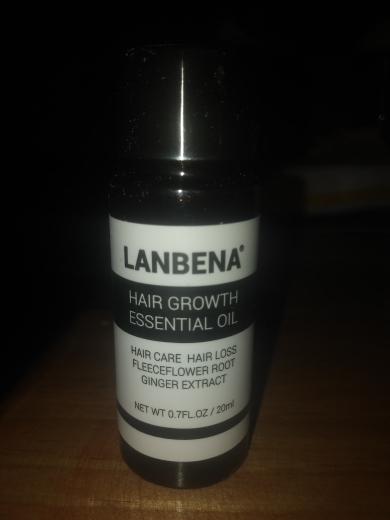 LANBENA®
HAIR GROWTH
ESSENTIAL OIL
HAIR CARE HAIR LOSS
FLEECEFLOWER ROOT
GINGER EXTRACT
NET WT 0.7FL.OZ / 20ml